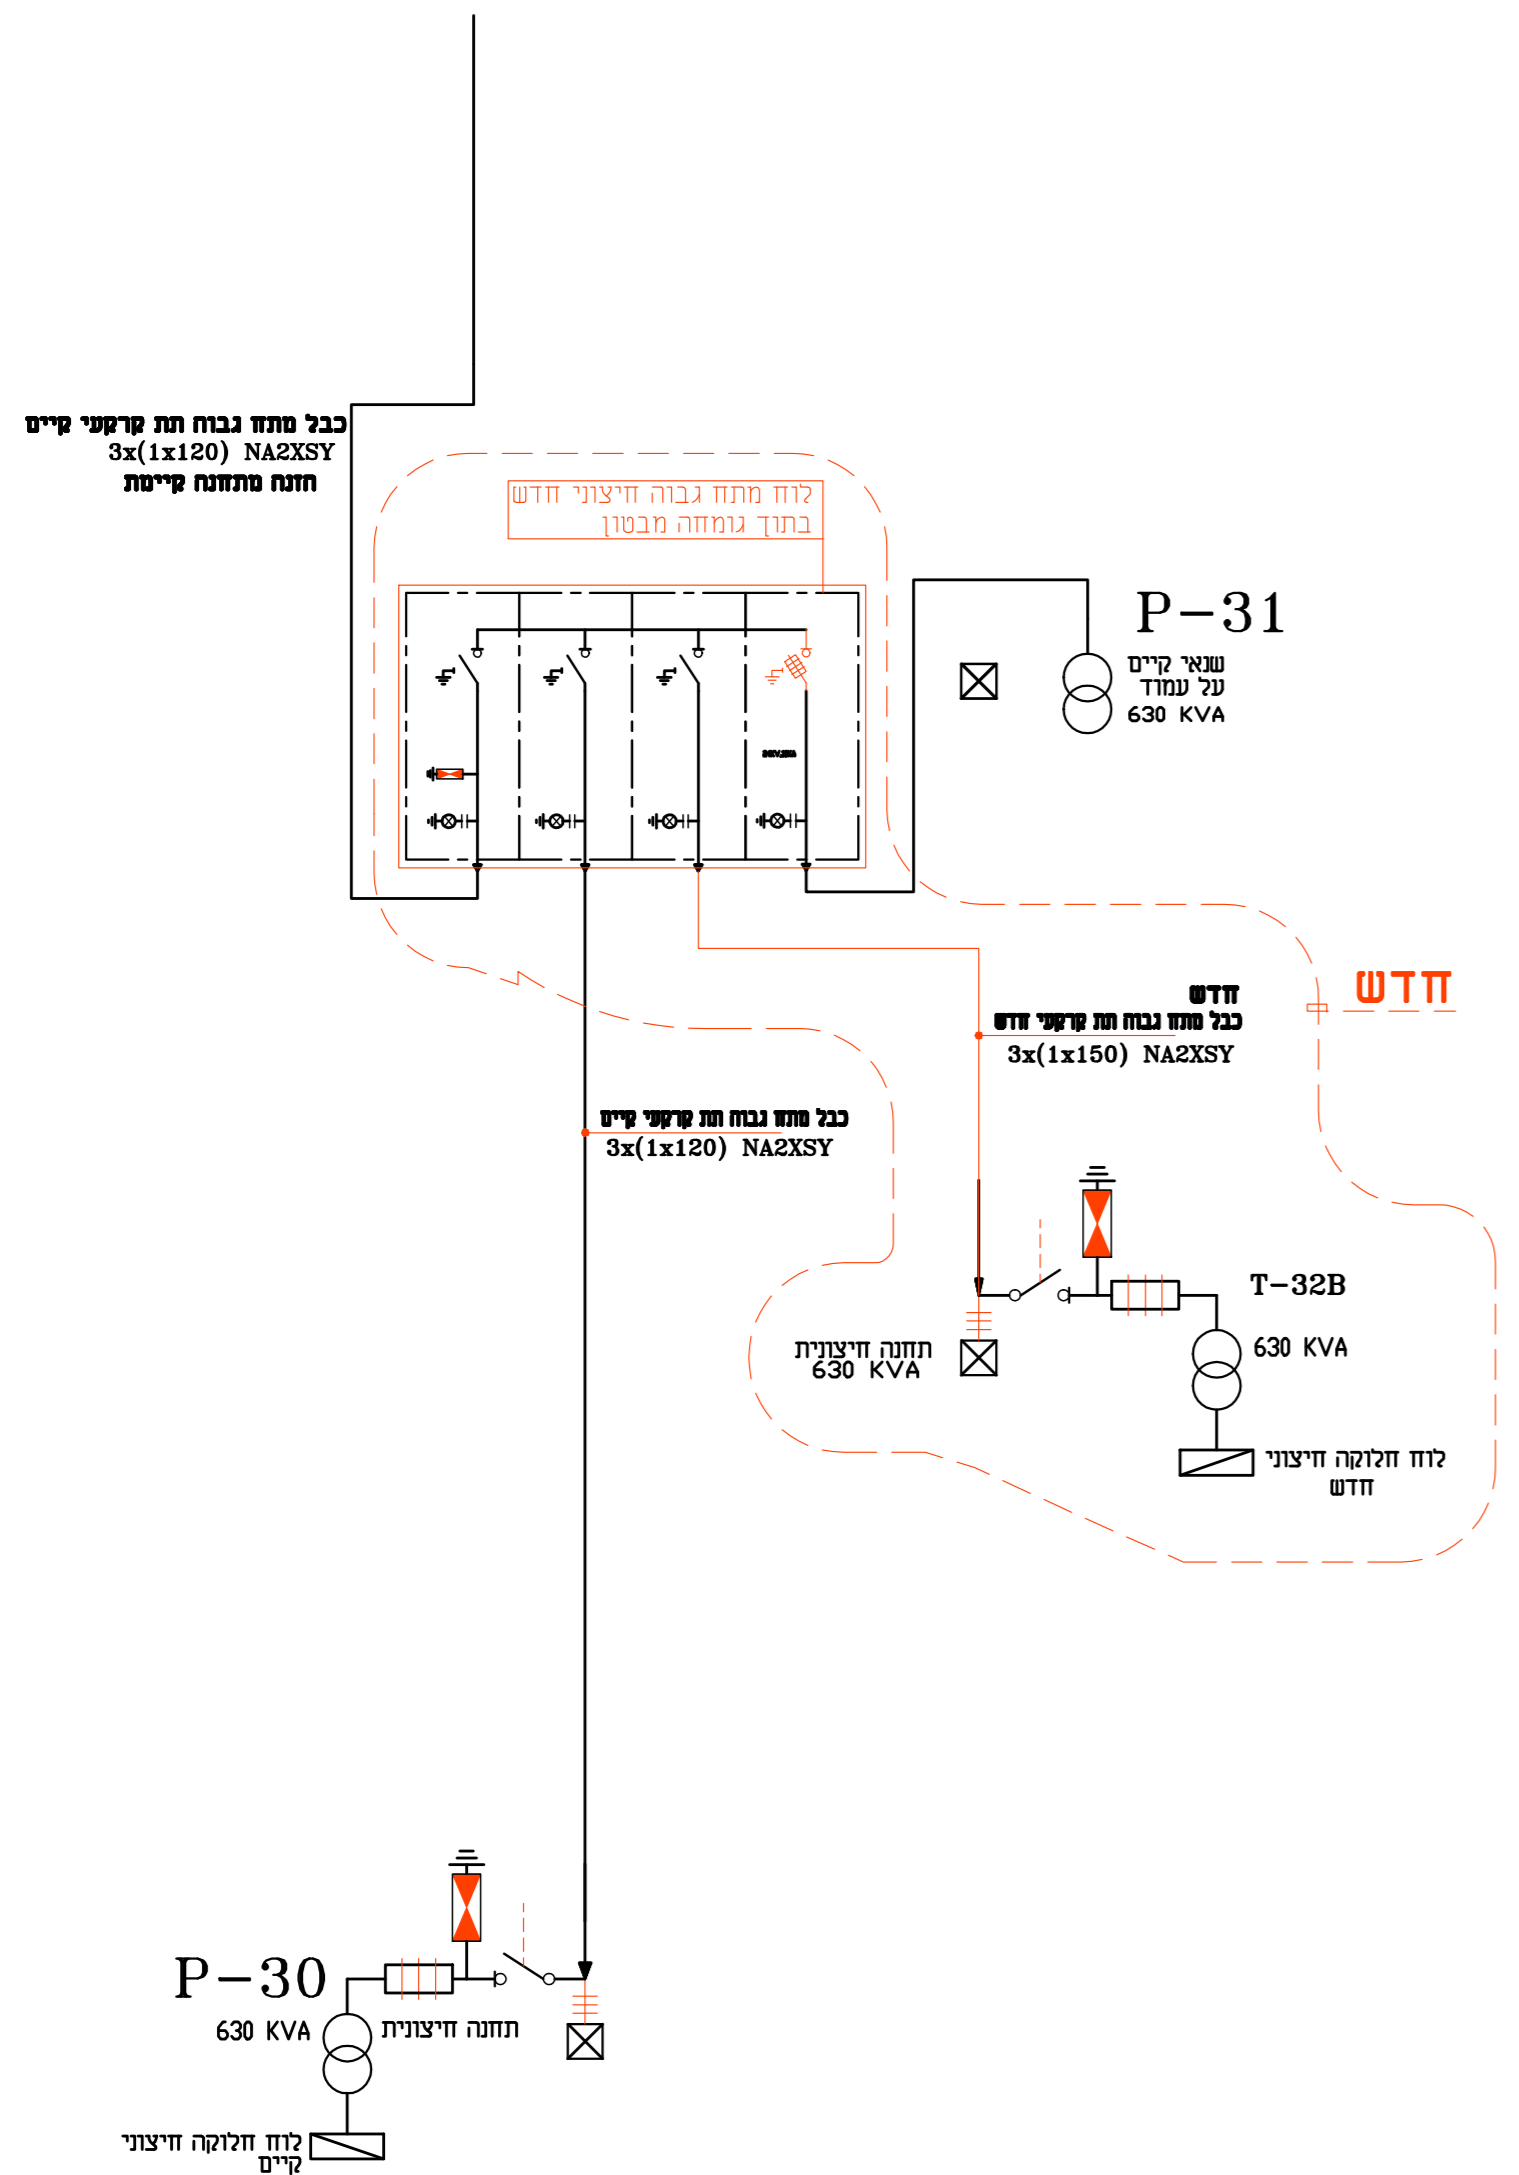 כבל מתח גבוה תת קרקעי קיים
3x(1x120) NA2XSY
הזנה מתחנה קיימת
לוח מתח גבוה חיצוני חדש
בתוך גומחה מבטון
P-31
שנאי קיים
על עמוד
630 KVA
חדש
חדש
כבל מתח גבוה תת קרקעי חדש
3x(1x150) NA2XSY
כבל מתח גבוה תת קרקעי קיים
3x(1x120) NA2XSY
T-32B
630 KVA
תחנה חיצונית
630 KVA
לוח חלוקה חיצוני
חדש
P-30
630 KVA
תחנה חיצונית
לוח חלוקה חיצוני
קיים